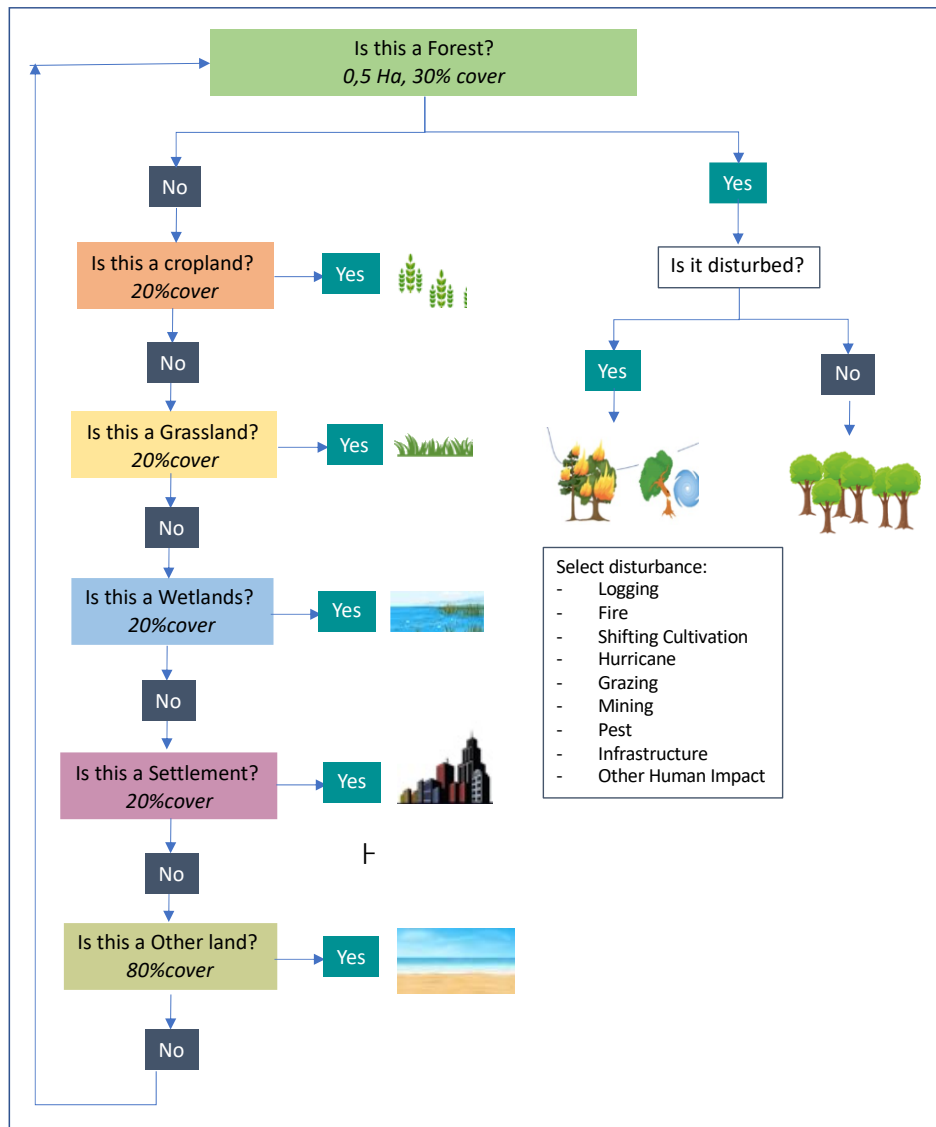 Is this a Forest?
0,5 Ha, 30% cover
No
Yes
Is this a cropland?
20%cover
Yes
Is it disturbed?
No
Yes
No
Is this a Grassland?
20%cover
Yes
No
Select disturbance:
- Logging
- Fire
- Shifting Cultivation
- Hurricane
- Grazing
- Mining
- Pest
- Infrastructure
- Other Human Impact
Is this a Wetlands?
20%cover
Yes
No
Is this a Settlement?
20%cover
Yes
No
Is this a Other land?
80%cover
Yes
No